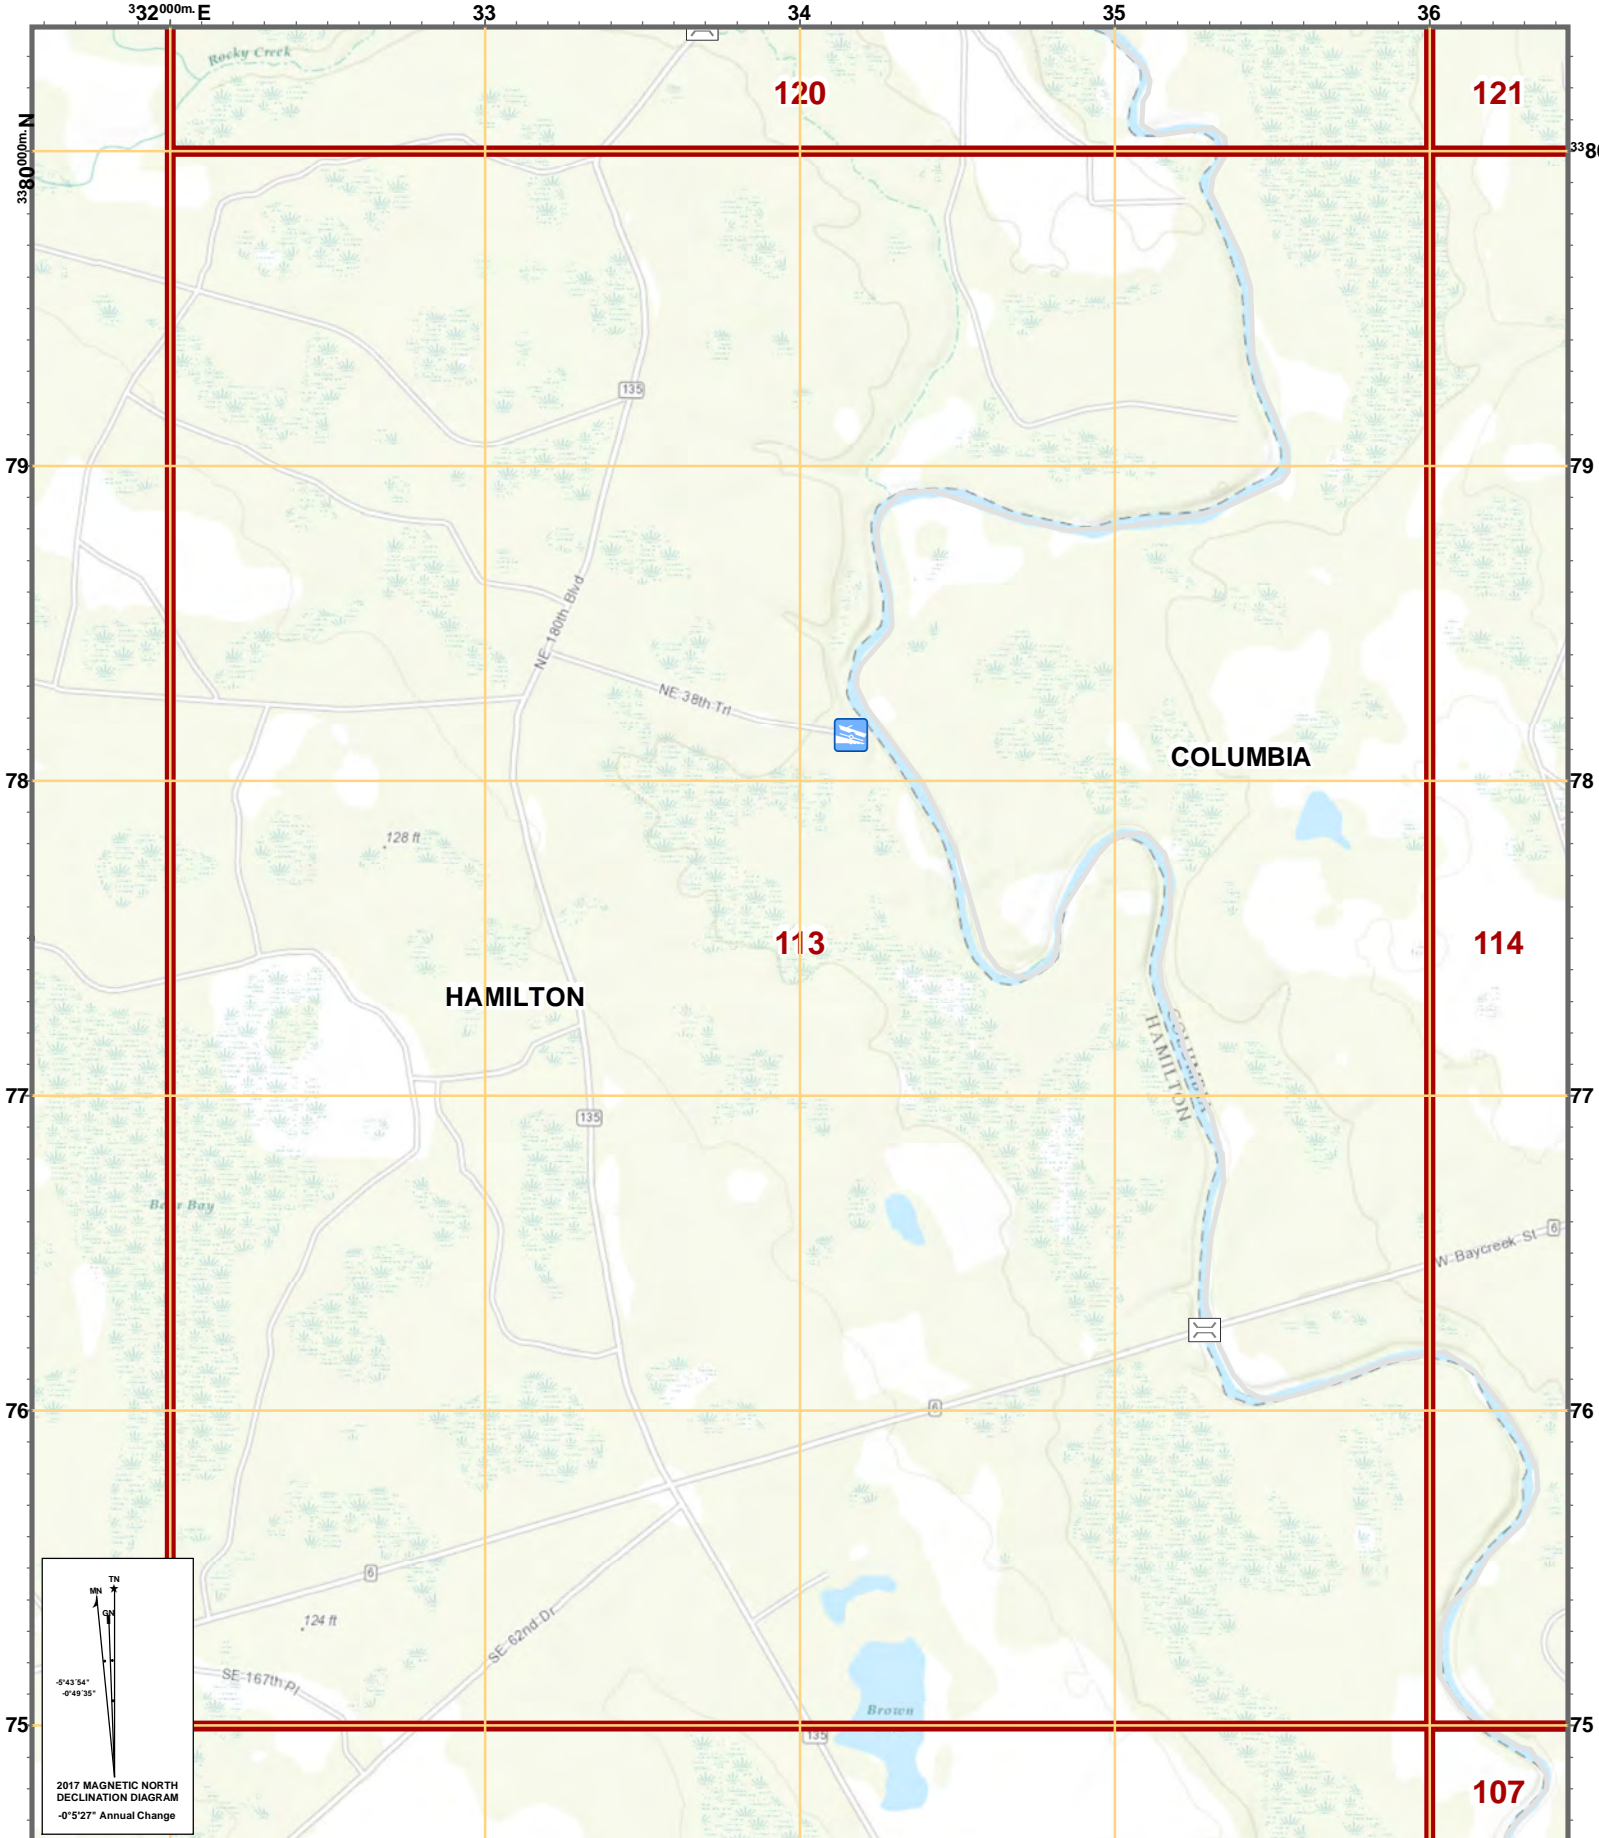 332000m. E
33
34
35
36
Rocky Creek
120
121
3380000m. N
3380
135
79
79
NE 180th Blvd
NE 38th Trl
COLUMBIA
78
78
128 ft
113
114
HAMILTON
COLUMBIA
HAMILTON
77
77
135
Bear Bay
6
W Baycreek St
76
76
6
6
124 ft
SE 62nd Dr
SE 167th Pl
Brown
75
75
135
107
TN
MN
GN
-5°43'54"
-0°49'35"
2017 MAGNETIC NORTH
DECLINATION DIAGRAM
-0°5'27" Annual Change